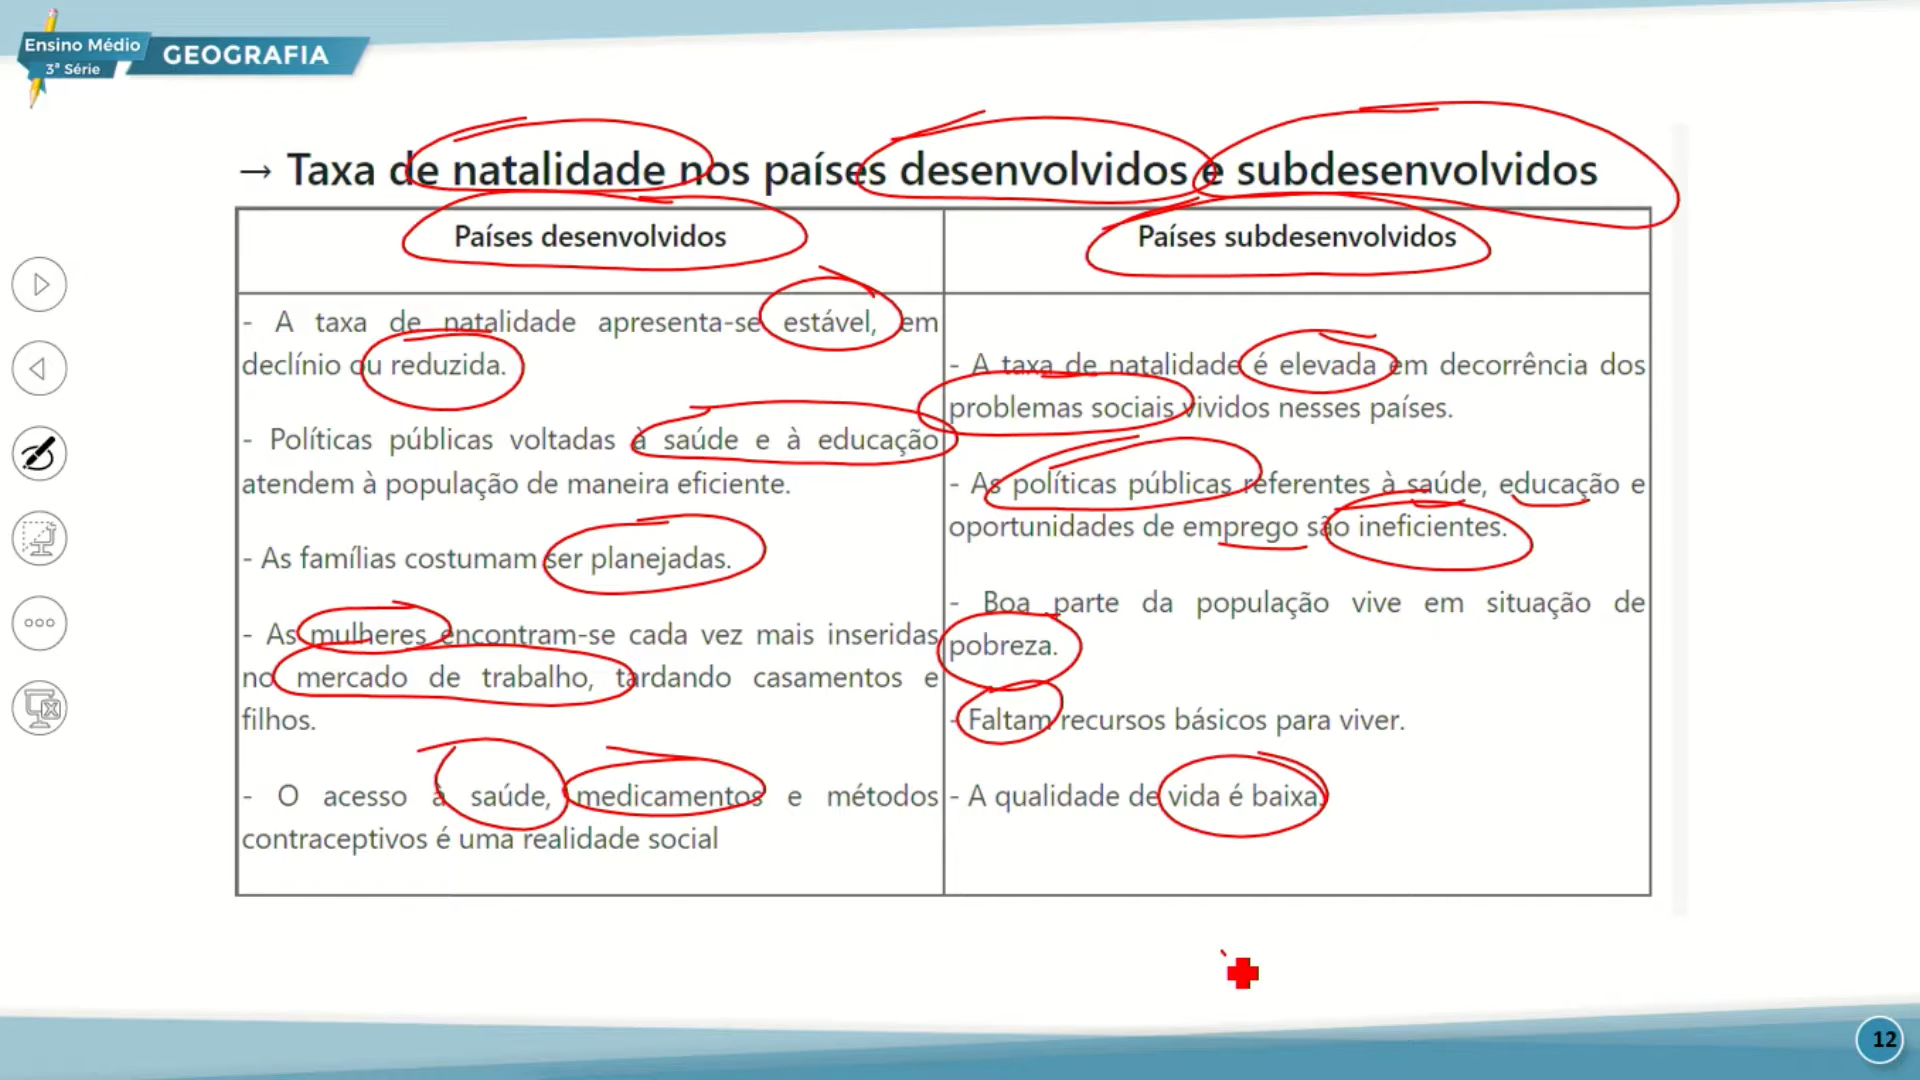 Ensino Médio
3ª Série
GEOGRAFIA
→ Taxa de natalidade nos países desenvolvidos e subdesenvolvidos
Países desenvolvidos
- A taxa de natalidade apresenta-se estável, em
declínio ou reduzida.
- Políticas públicas voltadas à saúde e à educação
atendem à população de maneira eficiente.
- As famílias costumam ser planejadas.
- As mulheres encontram-se cada vez mais inseridas
no mercado de trabalho, tardando casamentos e
filhos.
- O acesso à saúde, medicamentos e métodos
contraceptivos é uma realidade social
Países subdesenvolvidos
- A taxa de natalidade é elevada em decorrência dos
problemas sociais vividos nesses países.
- As políticas públicas referentes à saúde, educação e
oportunidades de emprego são ineficientes.
- Boa parte da população vive em situação de
pobreza.
- Faltam recursos básicos para viver.
- A qualidade de vida é baixa.
12